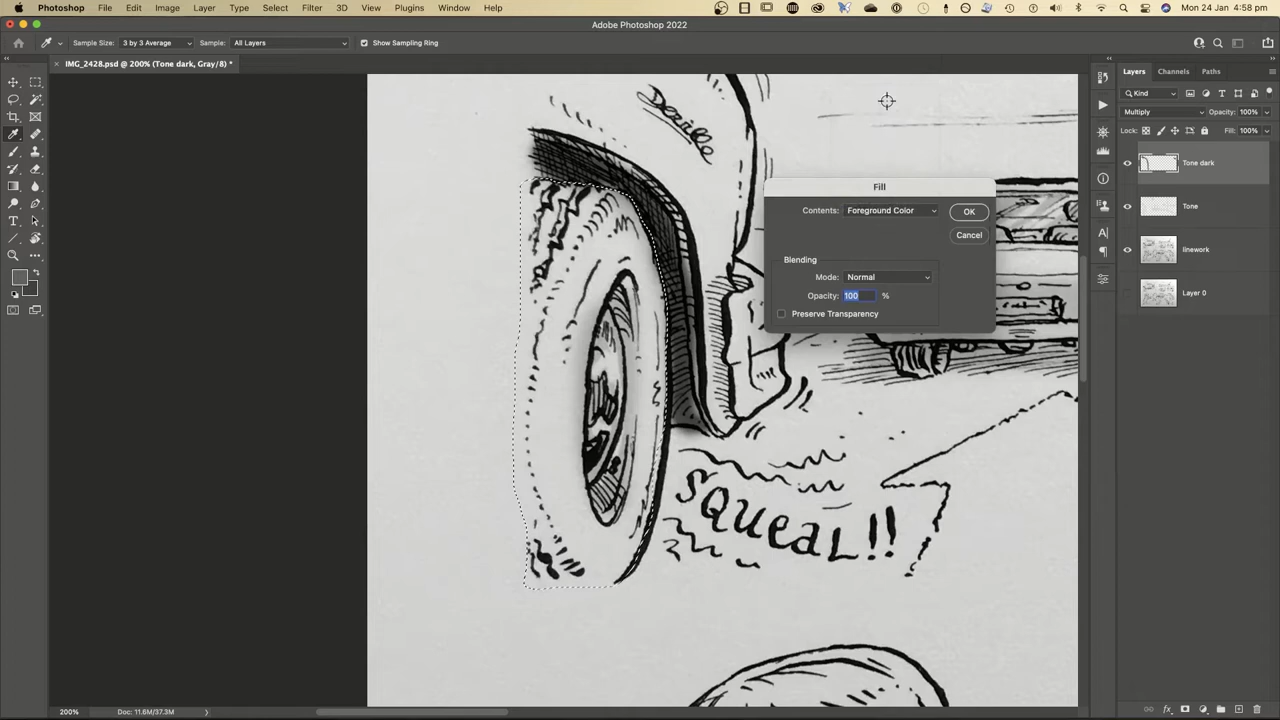 Photoshop File Edit Image Layer Type Select Filter 3D View Plugins Window Help Mon 24 Jan 4:58 pm
Adobe Photoshop 2022
Sample Size: 3 by 3 Average Sample: All Layers Show Sampling Ring
IMG_2428.psd @ 200% (Tone dark, Gray/8) *
Layers Channels Paths
Kind
Multiply Opacity: 100%
Lock: Fill: 100%
Tone dark
Tone
linework
Layer 0
Deville
Fill
Contents: Foreground Color OK
Cancel
Blending
Mode: Normal
Opacity: 100 %
Preserve Transparency
SQUEAL!!
200% Doc: 11.6M/37.3M